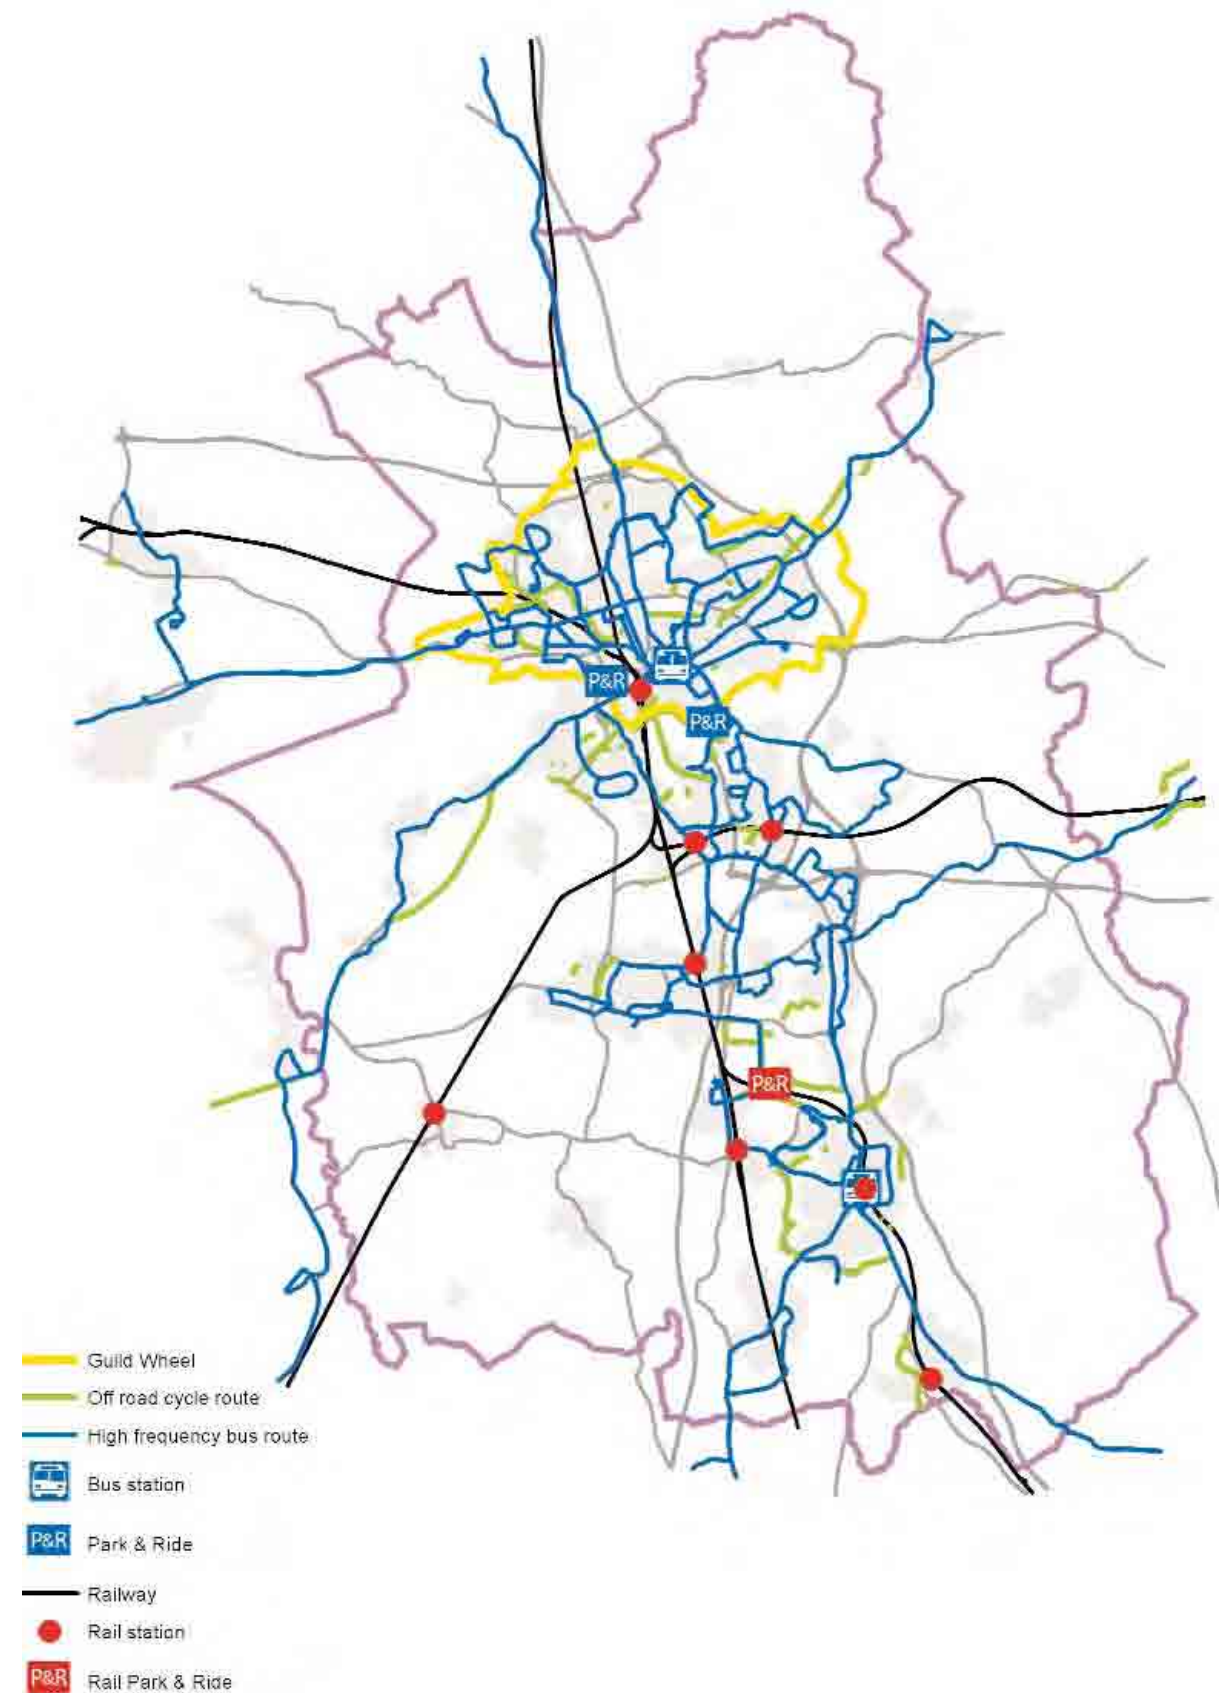 P&R
P&R
P&R
Guild Wheel
Off road cycle route
High frequency bus route
Bus station
P&R Park & Ride
Railway
Rail station
P&R Rail Park & Ride